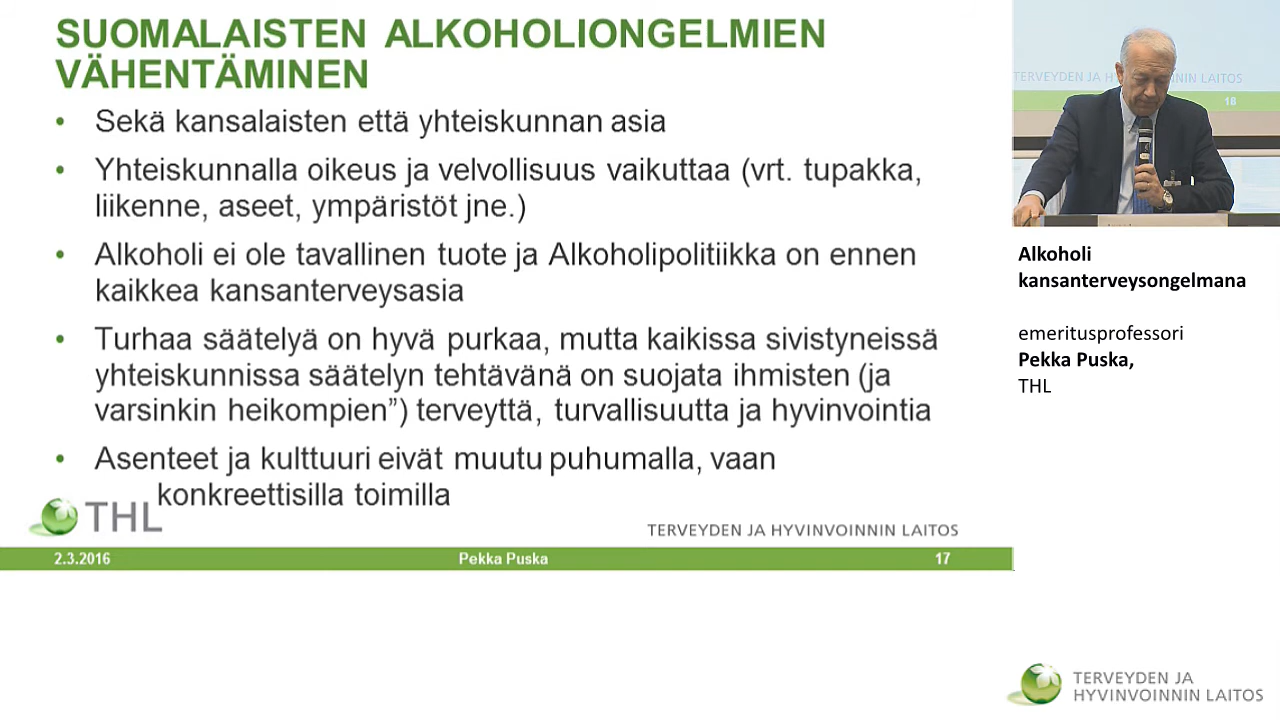 SUOMALAISTEN ALKOHOLIONGELMIEN
VÄHENTÄMINEN
• Sekä kansalaisten että yhteiskunnan asia
• Yhteiskunnalla oikeus ja velvollisuus vaikuttaa (vrt. tupakka,
liikenne, aseet, ympäristöt jne.)
• Alkoholi ei ole tavallinen tuote ja Alkoholipolitiikka on ennen
kaikkea kansanterveysasia
• Turhaa säätelyä on hyvä purkaa, mutta kaikissa sivistyneissä
yhteiskunnissa säätelyn tehtävänä on suojata ihmisten (ja
varsinkin heikompien”) terveyttä, turvallisuutta ja hyvinvointia
• Asenteet ja kulttuuri eivät muutu puhumalla, vaan
konkreettisilla toimilla
THL
TERVEYDEN JA HYVINVOINNIN LAITOS
2.3.2016 Pekka Puska 17
TERVEYDEN JA H NIN LAITOS
18
Alkoholi
kansanterveysongelmana
emeritusprofessori
Pekka Puska,
THL
TERVEYDEN JA
HYVINVOINNIN LAITOS